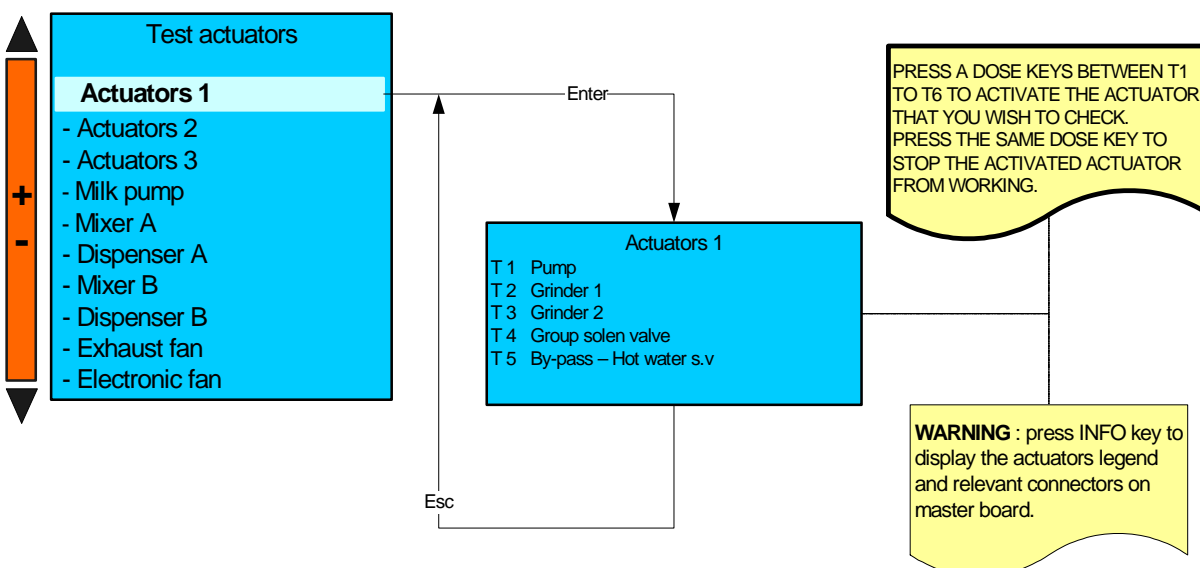 Test actuators
Actuators 1
- Actuators 2
- Actuators 3
- Milk pump
- Mixer A
- Dispenser A
- Mixer B
- Dispenser B
- Exhaust fan
- Electronic fan
+
-
Enter
Esc
Actuators 1
T 1 Pump
T 2 Grinder 1
T 3 Grinder 2
T 4 Group solen valve
T 5 By-pass – Hot water s.v
PRESS A DOSE KEYS BETWEEN T1
TO T6 TO ACTIVATE THE ACTUATOR
THAT YOU WISH TO CHECK.
PRESS THE SAME DOSE KEY TO
STOP THE ACTIVATED ACTUATOR
FROM WORKING.
WARNING : press INFO key to
display the actuators legend
and relevant connectors on
master board.